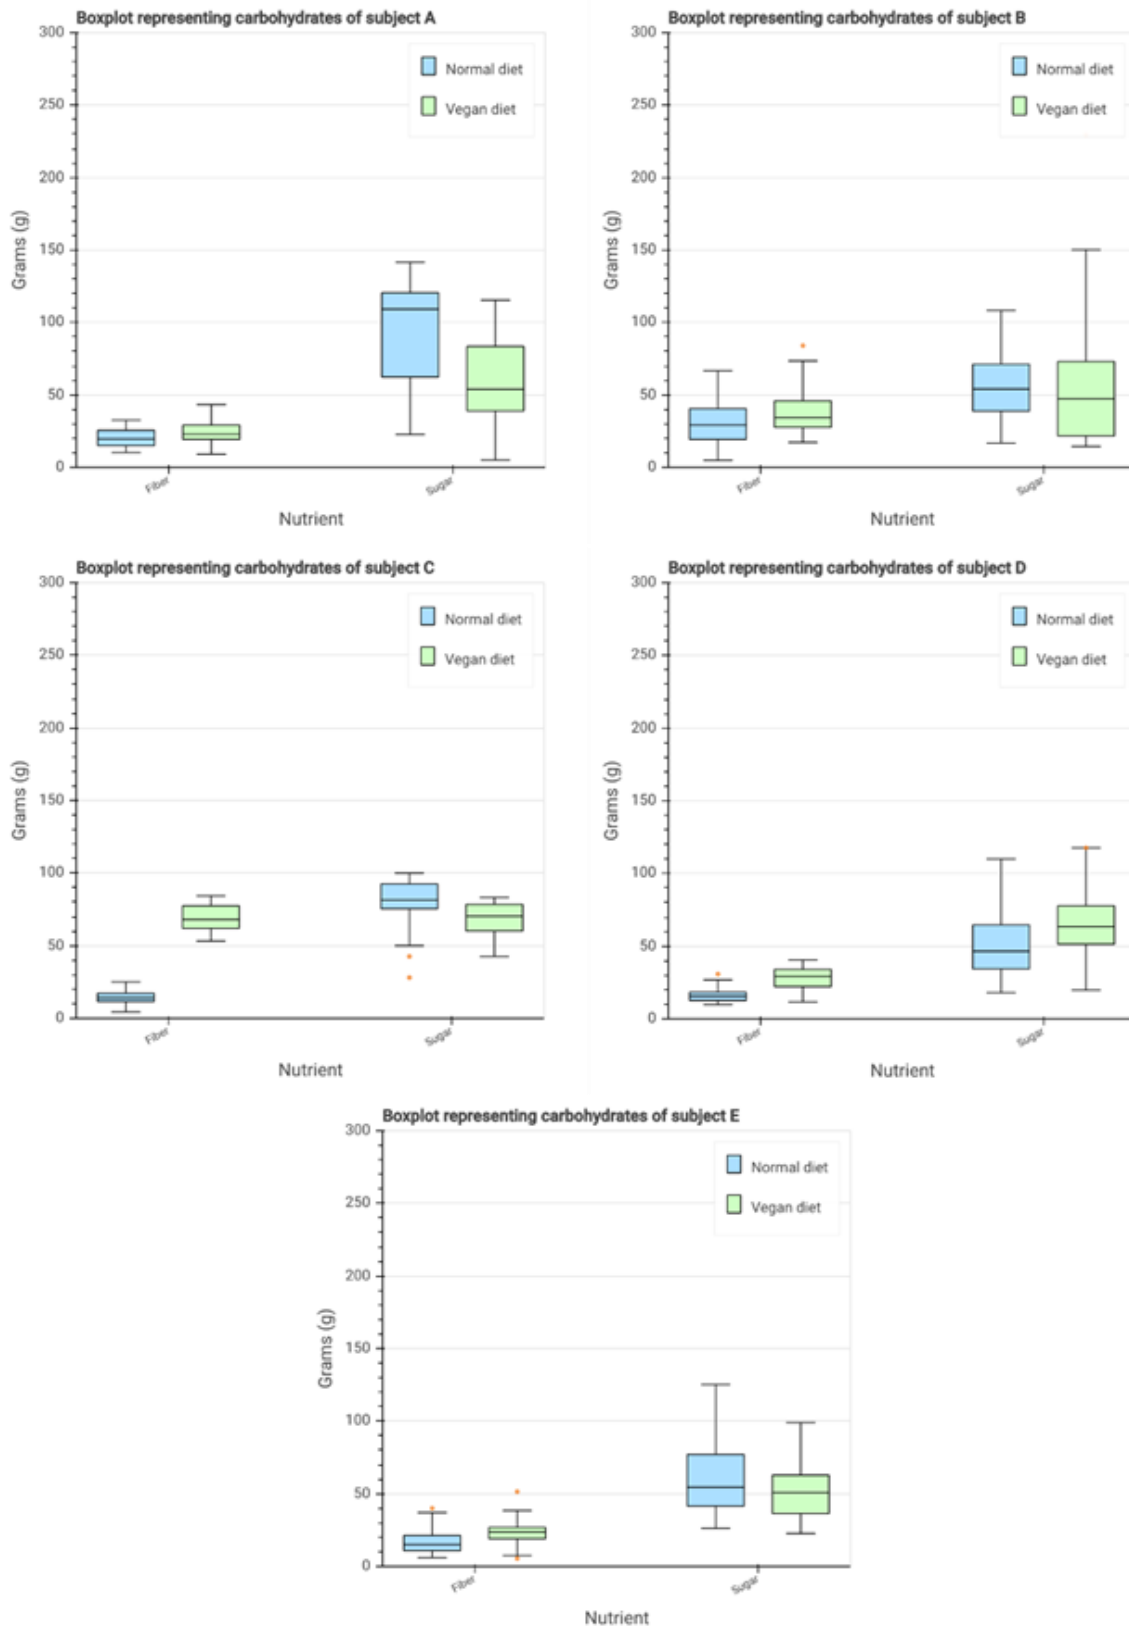 Boxplot representing carbohydrates of subject A
300
250
200
150
100
50
0
Grams (g)
Normal diet
Vegan diet
Fiber
Sugar
Nutrient
Boxplot representing carbohydrates of subject B
300
250
200
150
100
50
0
Grams (g)
Normal diet
Vegan diet
Fiber
Sugar
Nutrient
Boxplot representing carbohydrates of subject C
300
250
200
150
100
50
0
Grams (g)
Normal diet
Vegan diet
Fiber
Sugar
Nutrient
Boxplot representing carbohydrates of subject D
300
250
200
150
100
50
0
Grams (g)
Normal diet
Vegan diet
Fiber
Sugar
Nutrient
Boxplot representing carbohydrates of subject E
300
250
200
150
100
50
0
Grams (g)
Normal diet
Vegan diet
Fiber
Sugar
Nutrient